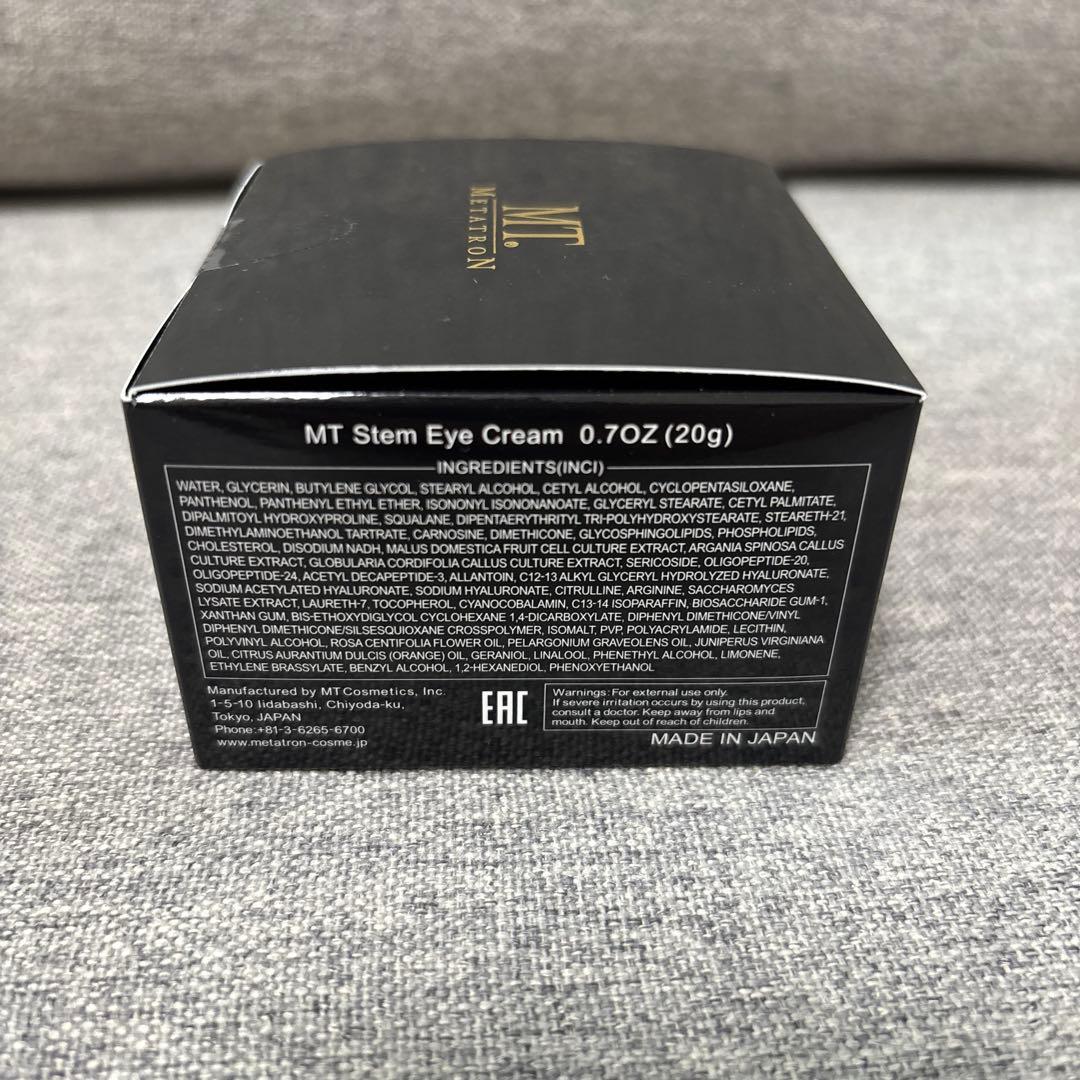 MT.®
METATRON
MT Stem Eye Cream 0.7OZ (20g)
INGREDIENTS(INCI)
WATER, GLYCERIN, BUTYLENE GLYCOL, STEARYL ALCOHOL, CETYL ALCOHOL, CYCLOPENTASILOXANE,
PANTHENOL, PANTHENYL ETHYL ETHER, ISONONYL ISONONANOATE, GLYCERYL STEARATE, CETYL PALMITATE,
DIPALMITOYL HYDROXYPROLINE, SQUALANE, DIPENTAERYTHRITYL TRI-POLYHYDROXYSTEARATE, STEARETH-21,
DIMETHYLAMINOETHANOL TARTRATE, CARNOSINE, DIMETHICONE, GLYCOSPHINGOLIPIDS, PHOSPHOLIPIDS,
CHOLESTEROL, DISODIUM NADH, MALUS DOMESTICA FRUIT CELL CULTURE EXTRACT, ARGANIA SPINOSA CALLUS
CULTURE EXTRACT, GLOBULARIA CORDIFOLIA CALLUS CULTURE EXTRACT, SERICOSIDE, OLIGOPEPTIDE-20,
OLIGOPEPTIDE-24, ACETYL DECAPEPTIDE-3, ALLANTOIN, C12-13 ALKYL GLYCERYL HYDROLYZED HYALURONATE,
SODIUM ACETYLATED HYALURONATE, SODIUM HYALURONATE, CITRULLINE, ARGININE, SACCHAROMYCES
LYSATE EXTRACT, LAURETH-7, TOCOPHEROL, CYANOCOBALAMIN, C13-14 ISOPARAFFIN, BIOSACCHARIDE GUM-1,
XANTHAN GUM, BIS-ETHOXYDIGLYCOL CYCLOHEXANE 1,4-DICARBOXYLATE, DIPHENYL DIMETHICONE/VINYL
DIPHENYL DIMETHICONE/SILSESQUIOXANE CROSSPOLYMER, ISOMALT, PVP, POLYACRYLAMIDE, LECITHIN,
POLYVINYL ALCOHOL, ROSA CENTIFOLIA FLOWER OIL, PELARGONIUM GRAVEOLENS OIL, JUNIPERUS VIRGINIANA
OIL, CITRUS AURANTIUM DULCIS (ORANGE) OIL, GERANIOL, LINALOOL, PHENETHYL ALCOHOL, LIMONENE,
ETHYLENE BRASSYLATE, BENZYL ALCOHOL, 1,2-HEXANEDIOL, PHENOXYETHANOL
Manufactured by MT Cosmetics, Inc.
1-5-10 Iidabashi, Chiyoda-ku,
Tokyo, JAPAN
Phone:+81-3-6265-6700
www.metatron-cosme.jp
EAC
Warnings: For external use only.
If severe irritation occurs by using this product,
consult a doctor. Keep away from lips and
mouth. Keep out of reach of children.
MADE IN JAPAN